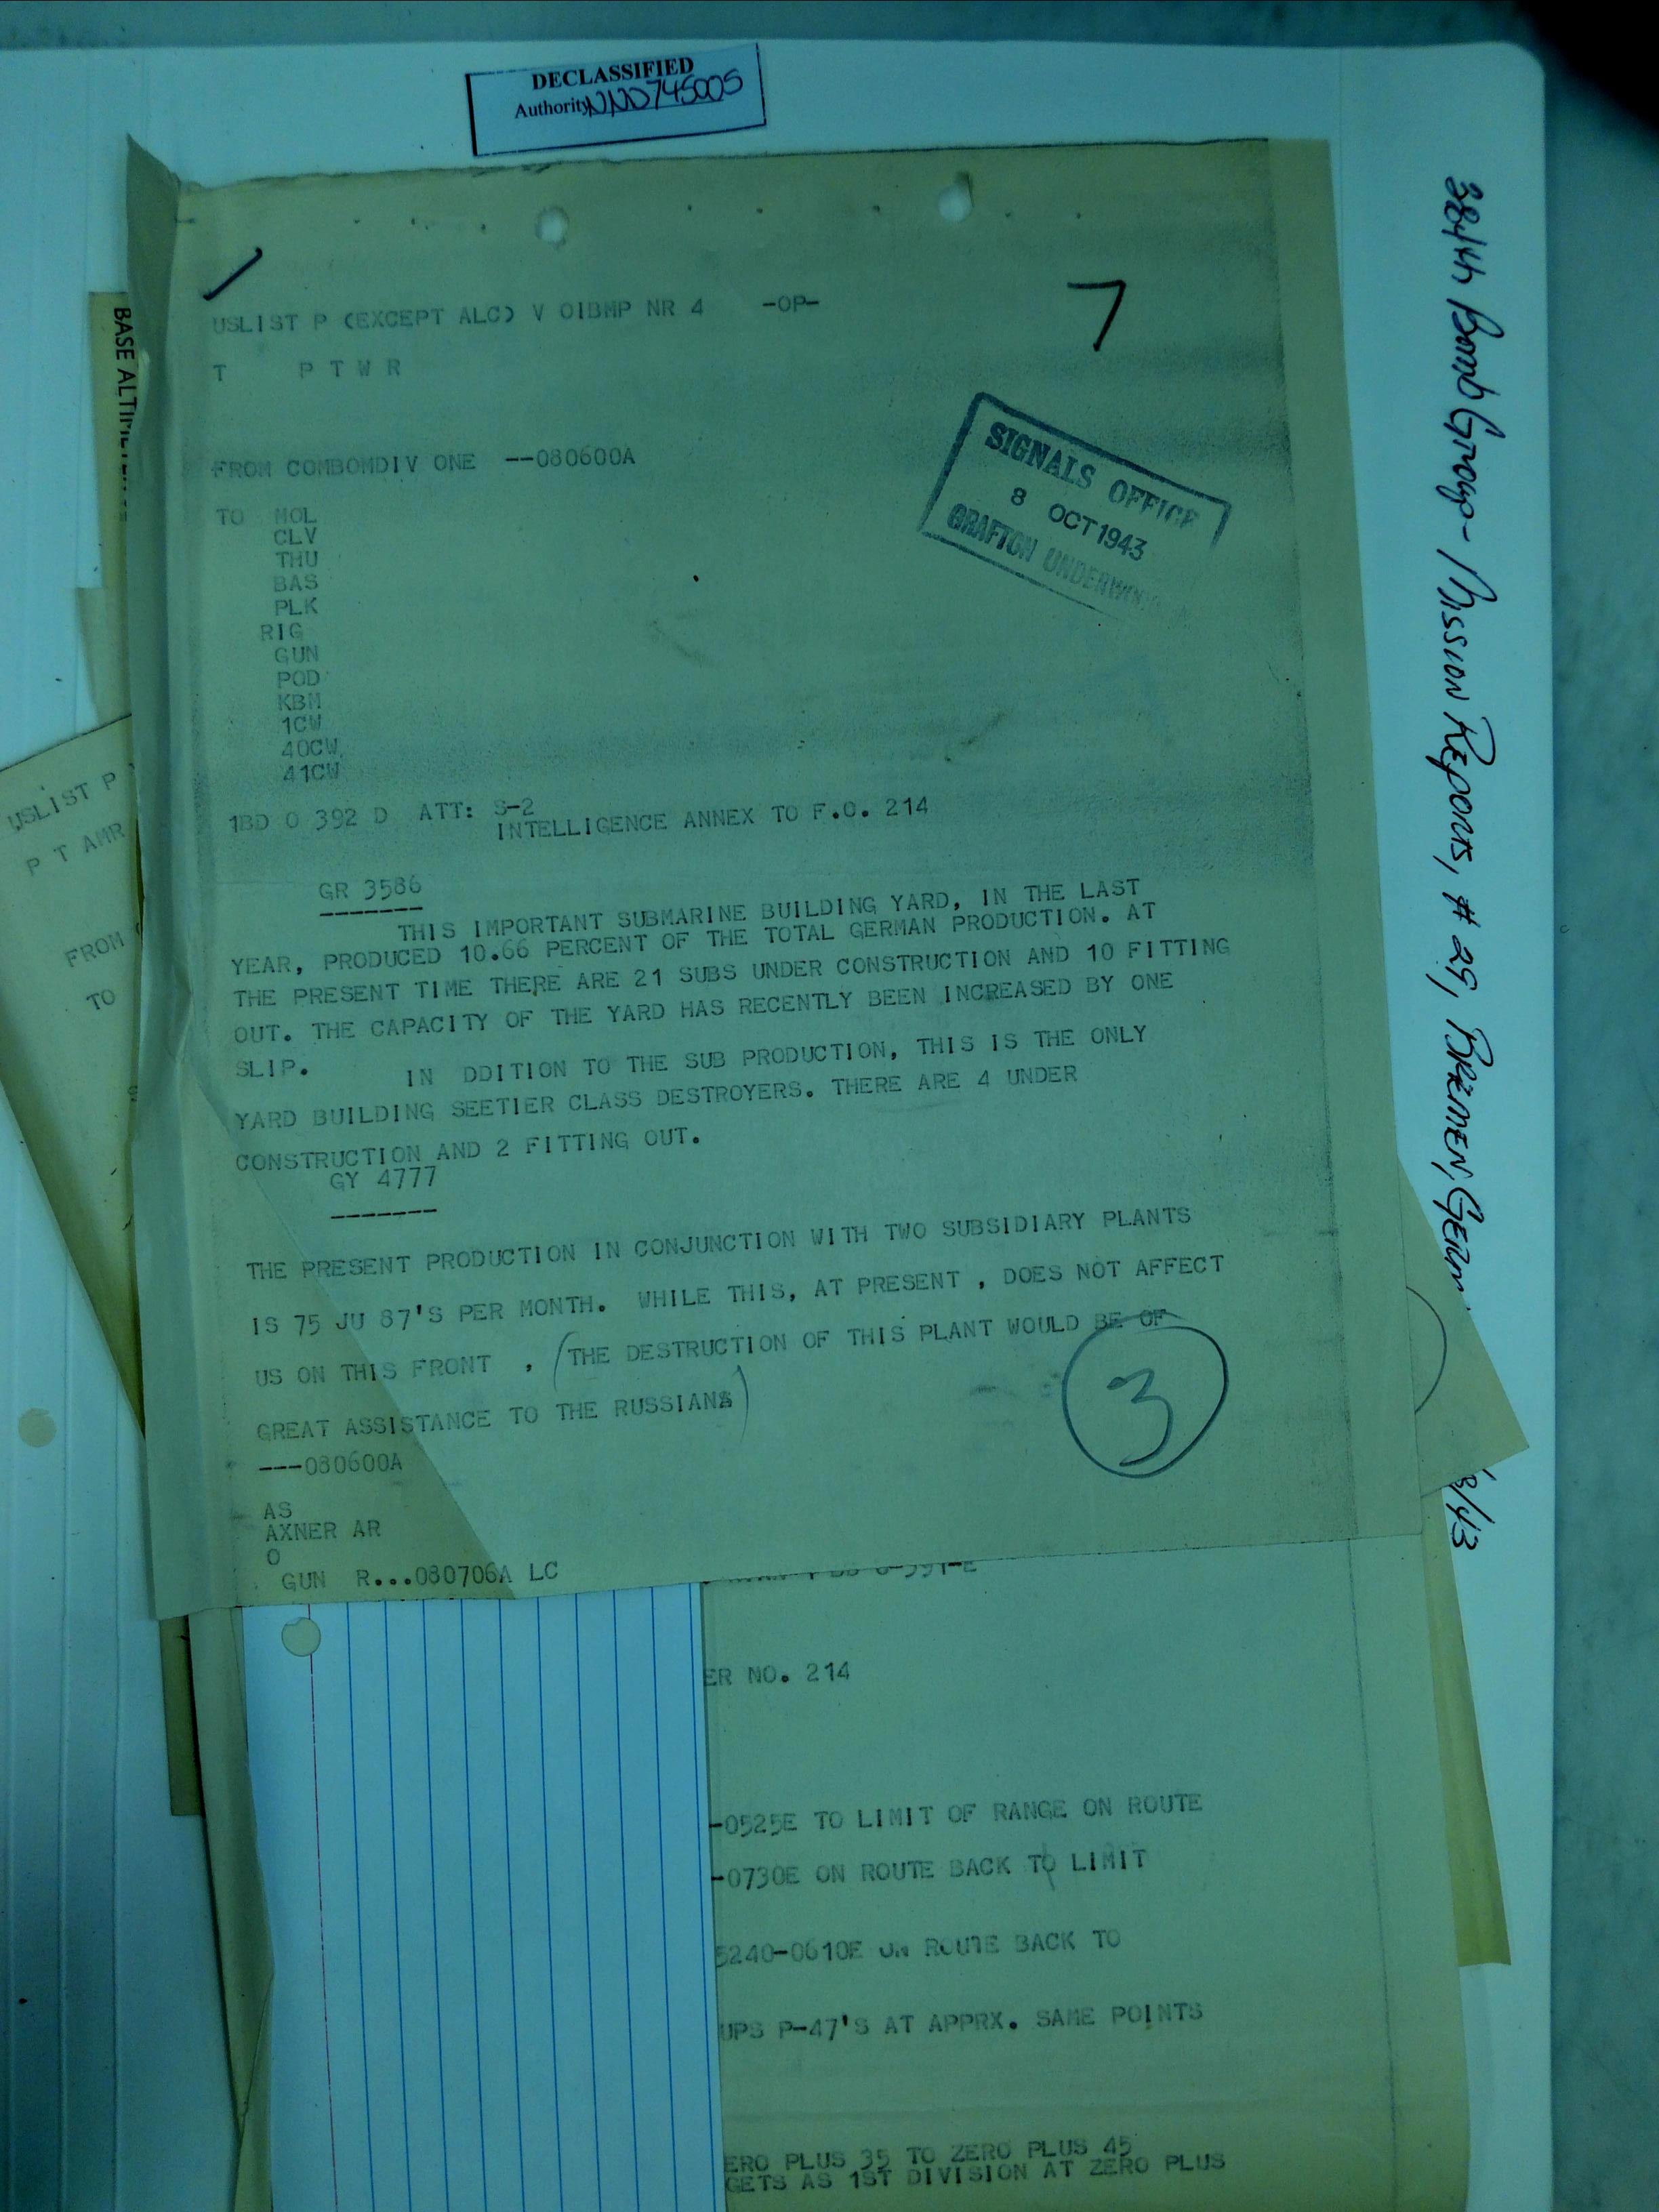 DECLASSIFIED
Authority NND745005
384th Bomb Group - Mission Reports, # 29, BREMEN, GERM
8/43
BASE ALTIMETER
7
USLIST P (EXCEPT ALC) V OIBMP NR 4 -OP-
T P T W R
SIGNALS OFFICE
8 OCT 1943
GRAFTON
FROM COMBOMDIV ONE --080600A
TO MOL
CLV
THU
BAS
PLK
RIG
GUN
POD
KBN
1CW
40CW
41CW
1BD O 392 D ATT: S-2
INTELLIGENCE ANNEX TO F.O. 214
GR 3586
-------
THIS IMPORTANT SUBMARINE BUILDING YARD, IN THE LAST
YEAR, PRODUCED 10.66 PERCENT OF THE TOTAL GERMAN PRODUCTION. AT
THE PRESENT TIME THERE ARE 21 SUBS UNDER CONSTRUCTION AND 10 FITTING
OUT. THE CAPACITY OF THE YARD HAS RECENTLY BEEN INCREASED BY ONE
SLIP.
IN DDITION TO THE SUB PRODUCTION, THIS IS THE ONLY
YARD BUILDING SEETIER CLASS DESTROYERS. THERE ARE 4 UNDER
CONSTRUCTION AND 2 FITTING OUT.
GY 4777
-------
THE PRESENT PRODUCTION IN CONJUNCTION WITH TWO SUBSIDIARY PLANTS
IS 75 JU 87'S PER MONTH. WHILE THIS, AT PRESENT , DOES NOT AFFECT
US ON THIS FRONT , (THE DESTRUCTION OF THIS PLANT WOULD BE OF
GREAT ASSISTANCE TO THE RUSSIANS)
3
---080600A
AS
AXNER AR
O
GUN R...080706A LC
USLIST P
P T AMR
FROM
TO
ER NO. 214
-0525E TO LIMIT OF RANGE ON ROUTE
-0730E ON ROUTE BACK TO LIMIT
5240-0610E ON ROUTE BACK TO
UPS P-47'S AT APPRX. SAME POINTS
ERO PLUS 35 TO ZERO PLUS 45
GETS AS 1ST DIVISION AT ZERO PLUS